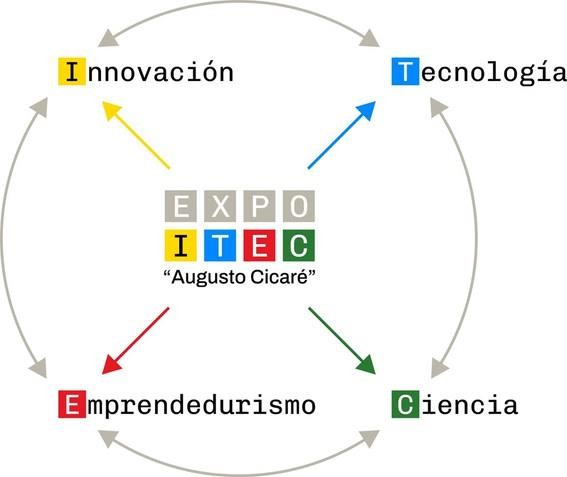 Innovación
Tecnología
EXPO
ITEC
“Augusto Cicaré”
Emprendedurismo
Ciencia